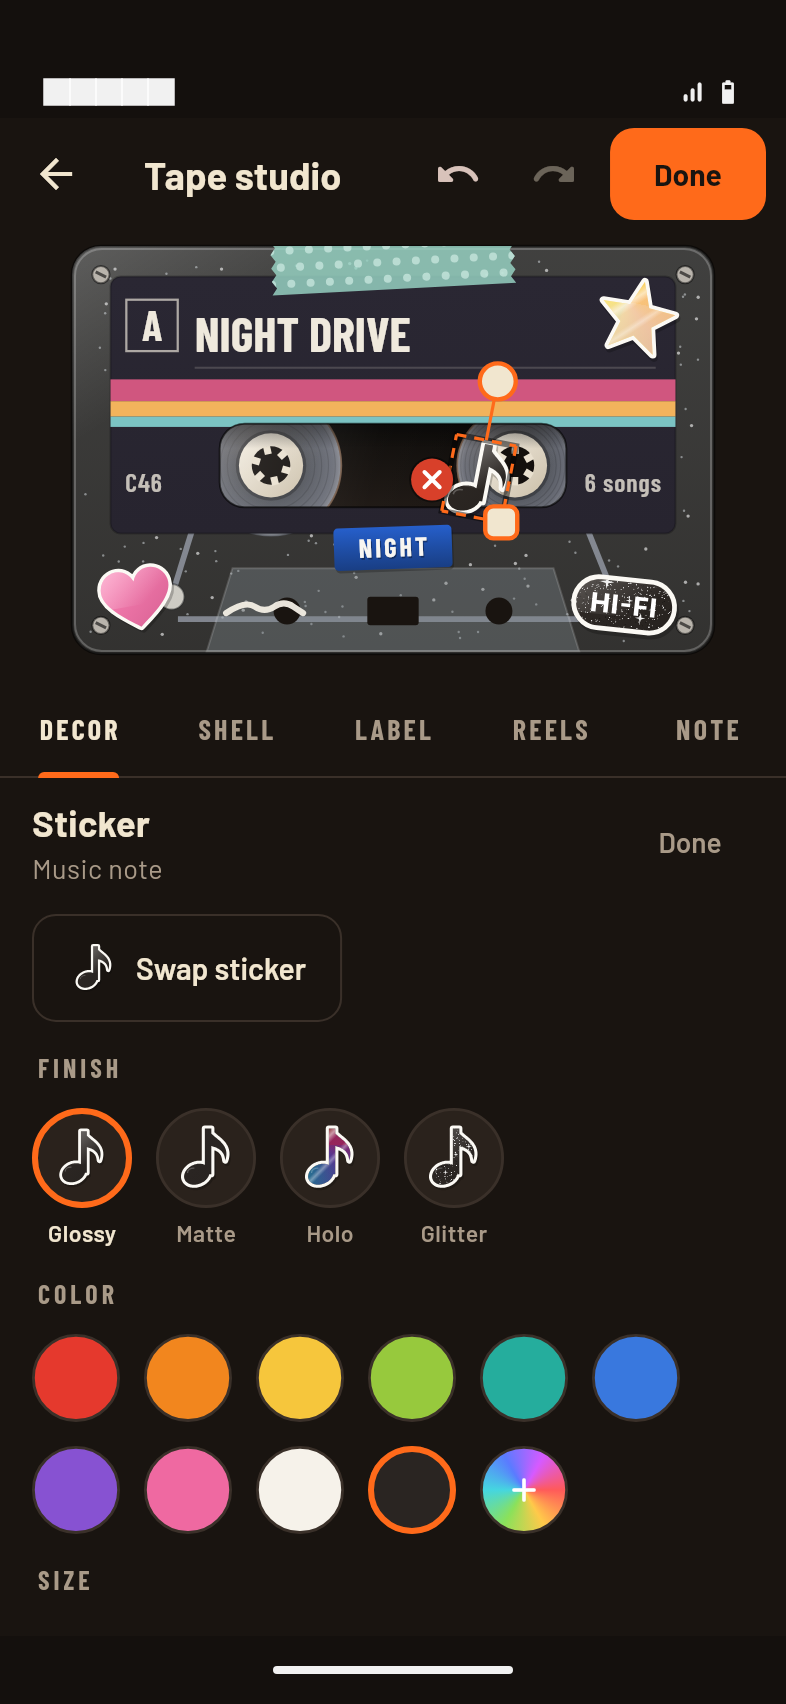 Tape studio
Done
A
NIGHT DRIVE
C46
6 songs
NIGHT
HI-FI
DECOR
SHELL
LABEL
REELS
NOTE
Sticker
Music note
Done
Swap sticker
FINISH
Glossy
Matte
Holo
Glitter
COLOR
SIZE